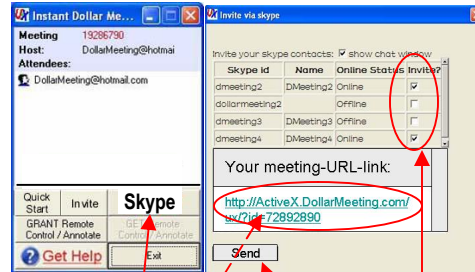 Instant Dollar Me...
Meeting 19286790
Host: DollarMeeting@hotmai
Attendees:
DollarMeeting@hotmail.com
Quick Start
Invite
Skype
GRANT Remote Control / Annotate
GET Remote Control / Annotate
Get Help
Exit
Invite via skype
Invite your skype contacts: show chat window
Skype id Name Online Status Invite?
dmeeting2 DMeeting2 Online
dollarmeeting2 Offline
dmeeting3 DMeeting3 Offline
dmeeting4 DMeeting4 Online
Your meeting-URL-link:
http://ActiveX.DollarMeeting.com/
ux/?id=72892890
Send